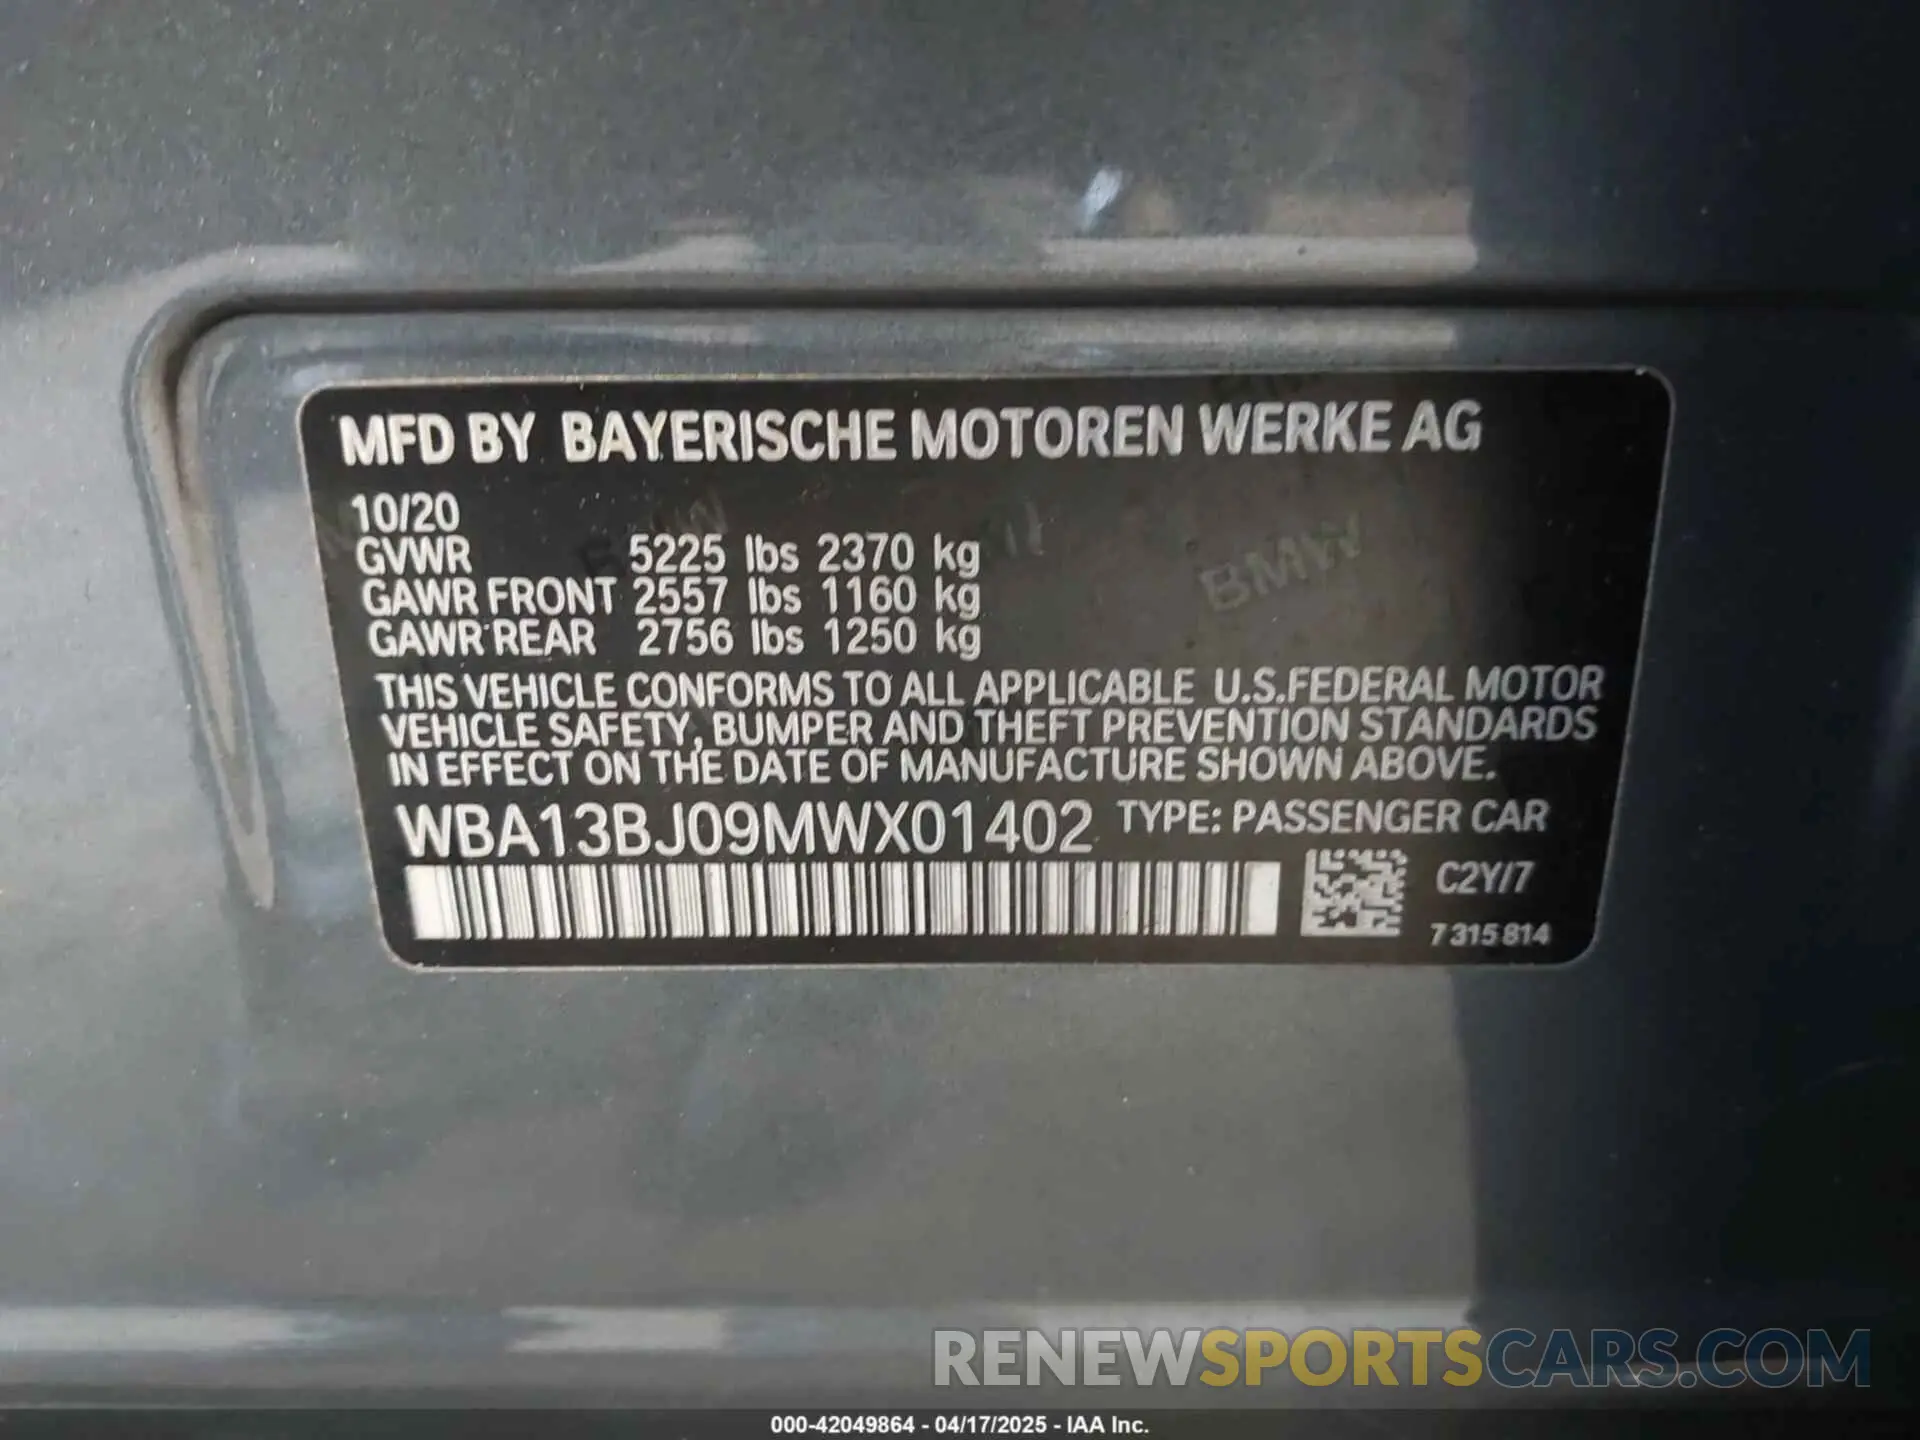 MFD BY BAYERISCHE MOTOREN WERKE AG
10/20
GVWR 5225 lbs 2370 kg
GAWR FRONT 2557 lbs 1160 kg
GAWR REAR 2756 lbs 1250 kg
THIS VEHICLE CONFORMS TO ALL APPLICABLE U.S.FEDERAL MOTOR
VEHICLE SAFETY, BUMPER AND THEFT PREVENTION STANDARDS
IN EFFECT ON THE DATE OF MANUFACTURE SHOWN ABOVE.
WBA13BJ09MWX01402 TYPE: PASSENGER CAR
C2Y/7
7 315 814
BMW
BMW
RENEWSPORTSCARS.COM
000-42049864 - 04/17/2025 - IAA Inc.